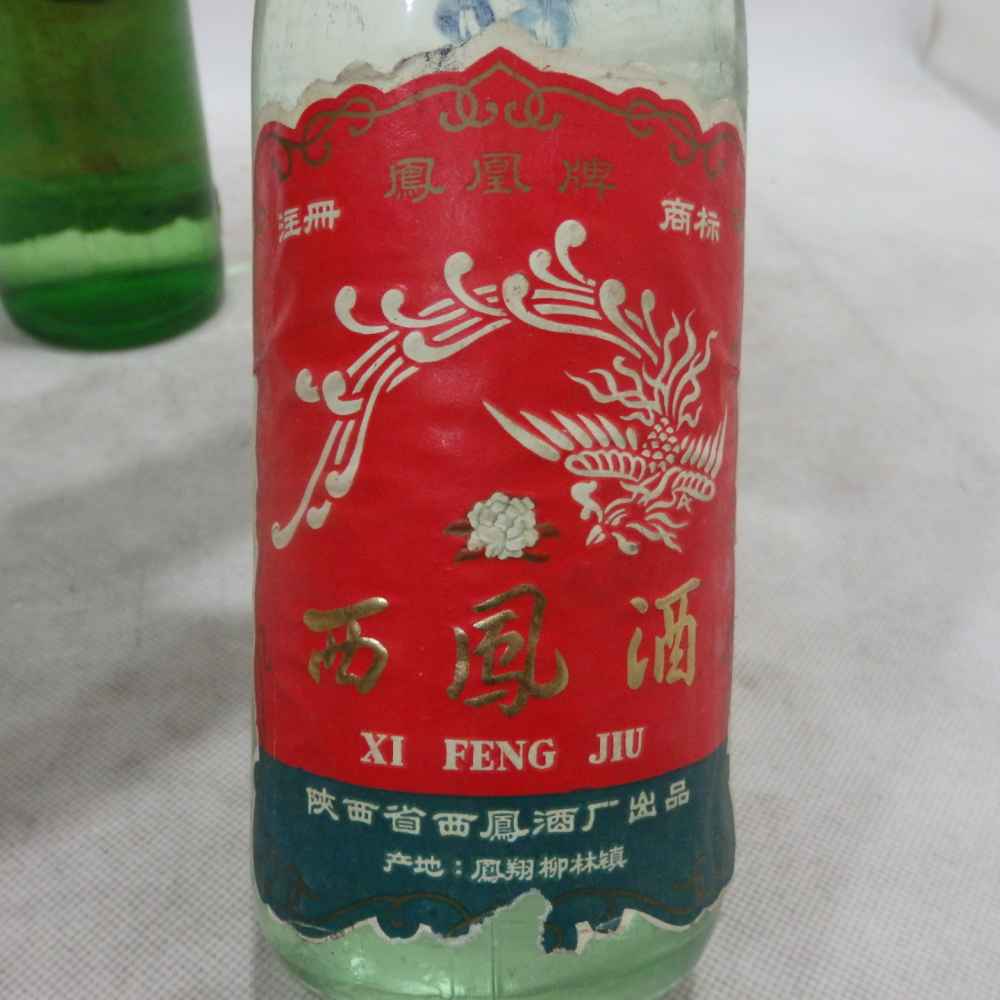 鳳凰牌
注冊 商标
西鳳酒
XI FENG JIU
陝西省西鳳酒厂出品
产地：鳳翔柳林镇